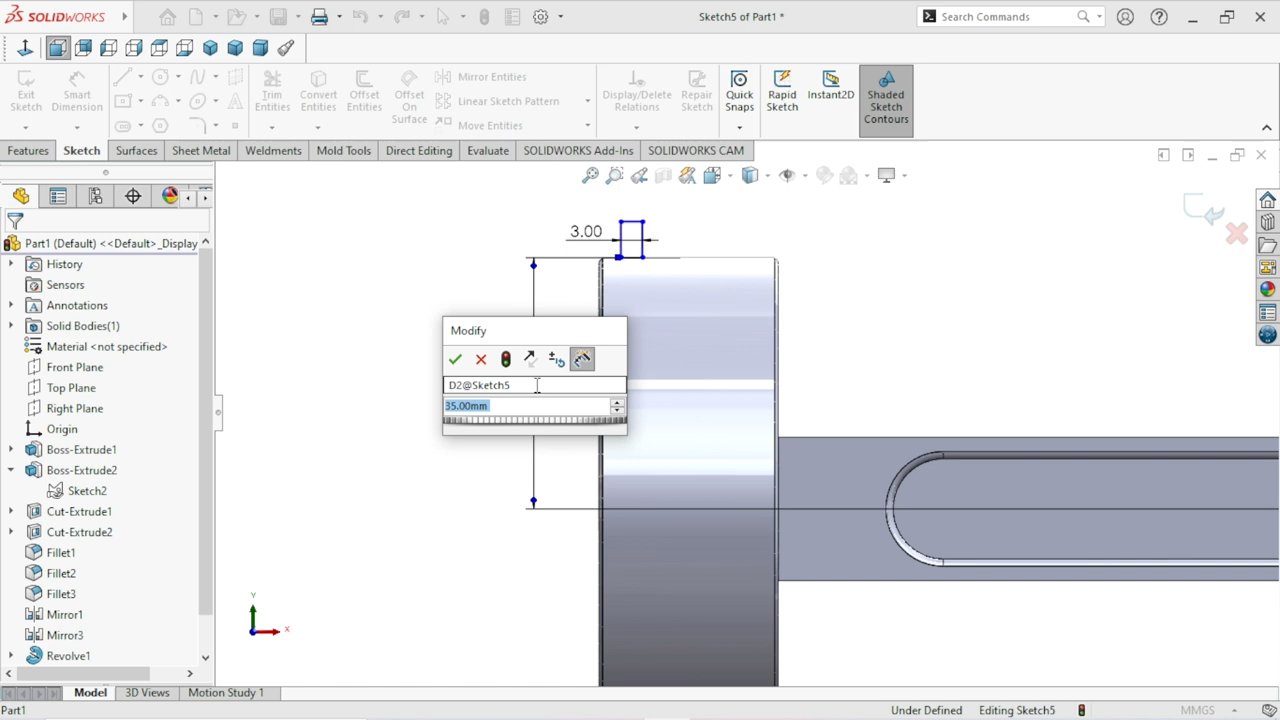 SOLIDWORKS
Sketch5 of Part1 *
Search Commands
Exit Sketch
Smart Dimension
Trim Entities
Convert Entities
Offset Entities
Offset On Surface
Mirror Entities
Linear Sketch Pattern
Move Entities
Display/Delete Relations
Repair Sketch
Quick Snaps
Rapid Sketch
Instant2D
Shaded Sketch Contours
Features
Sketch
Surfaces
Sheet Metal
Weldments
Mold Tools
Direct Editing
Evaluate
SOLIDWORKS Add-Ins
SOLIDWORKS CAM
Part1 (Default) <<Default>_Display
History
Sensors
Annotations
Solid Bodies(1)
Material <not specified>
Front Plane
Top Plane
Right Plane
Origin
Boss-Extrude1
Boss-Extrude2
Sketch2
Cut-Extrude1
Cut-Extrude2
Fillet1
Fillet2
Fillet3
Mirror1
Mirror3
Revolve1
3.00
Modify
D2@Sketch5
35.00mm
Y
X
Model
3D Views
Motion Study 1
Part1
Under Defined
Editing Sketch5
MMGS